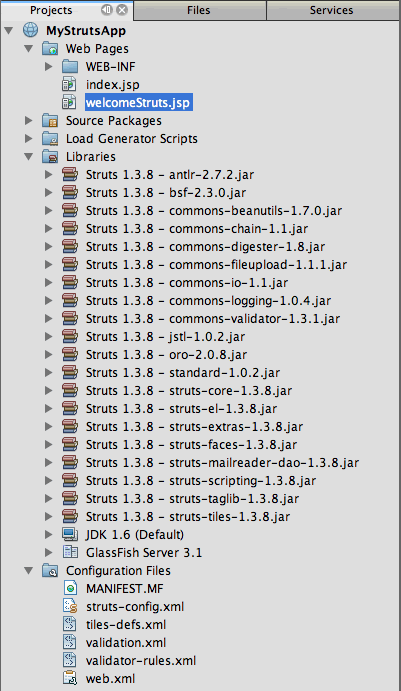 Projects Files Services
MyStrutsApp
Web Pages
WEB-INF
index.jsp
welcomeStruts.jsp
Source Packages
Load Generator Scripts
Libraries
Struts 1.3.8 - antlr-2.7.2.jar
Struts 1.3.8 - bsf-2.3.0.jar
Struts 1.3.8 - commons-beanutils-1.7.0.jar
Struts 1.3.8 - commons-chain-1.1.jar
Struts 1.3.8 - commons-digester-1.8.jar
Struts 1.3.8 - commons-fileupload-1.1.1.jar
Struts 1.3.8 - commons-io-1.1.jar
Struts 1.3.8 - commons-logging-1.0.4.jar
Struts 1.3.8 - commons-validator-1.3.1.jar
Struts 1.3.8 - jstl-1.0.2.jar
Struts 1.3.8 - oro-2.0.8.jar
Struts 1.3.8 - standard-1.0.2.jar
Struts 1.3.8 - struts-core-1.3.8.jar
Struts 1.3.8 - struts-el-1.3.8.jar
Struts 1.3.8 - struts-extras-1.3.8.jar
Struts 1.3.8 - struts-faces-1.3.8.jar
Struts 1.3.8 - struts-mailreader-dao-1.3.8.jar
Struts 1.3.8 - struts-scripting-1.3.8.jar
Struts 1.3.8 - struts-taglib-1.3.8.jar
Struts 1.3.8 - struts-tiles-1.3.8.jar
JDK 1.6 (Default)
GlassFish Server 3.1
Configuration Files
MANIFEST.MF
struts-config.xml
tiles-defs.xml
validation.xml
validator-rules.xml
web.xml